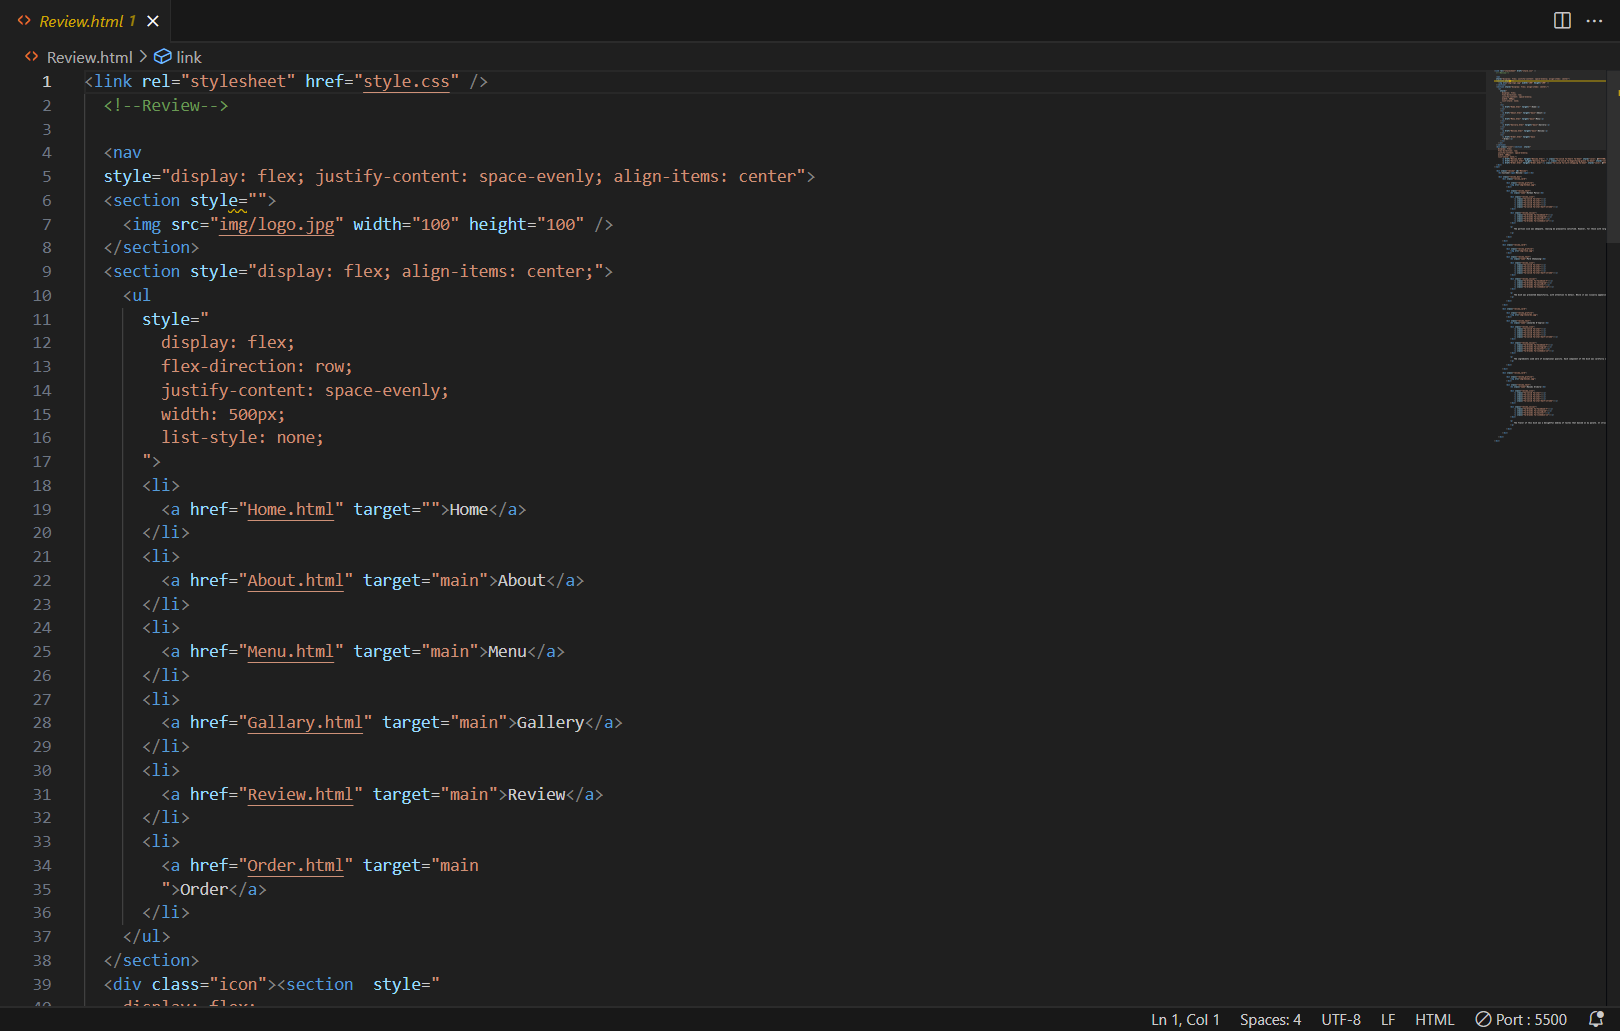 Review.html 1
Review.html > link
1 <link rel="stylesheet" href="style.css" />
2 <!--Review-->
3
4 <nav
5 style="display: flex; justify-content: space-evenly; align-items: center">
6 <section style="">
7 <img src="img/logo.jpg" width="100" height="100" />
8 </section>
9 <section style="display: flex; align-items: center;">
10 <ul
11 style="
12 display: flex;
13 flex-direction: row;
14 justify-content: space-evenly;
15 width: 500px;
16 list-style: none;
17 ">
18 <li>
19 <a href="Home.html" target="">Home</a>
20 </li>
21 <li>
22 <a href="About.html" target="main">About</a>
23 </li>
24 <li>
25 <a href="Menu.html" target="main">Menu</a>
26 </li>
27 <li>
28 <a href="Gallary.html" target="main">Gallery</a>
29 </li>
30 <li>
31 <a href="Review.html" target="main">Review</a>
32 </li>
33 <li>
34 <a href="Order.html" target="main
35 ">Order</a>
36 </li>
37 </ul>
38 </section>
39 <div class="icon"><section  style="
40 display: flex;
Ln 1, Col 1 Spaces: 4 UTF-8 LF HTML Port : 5500